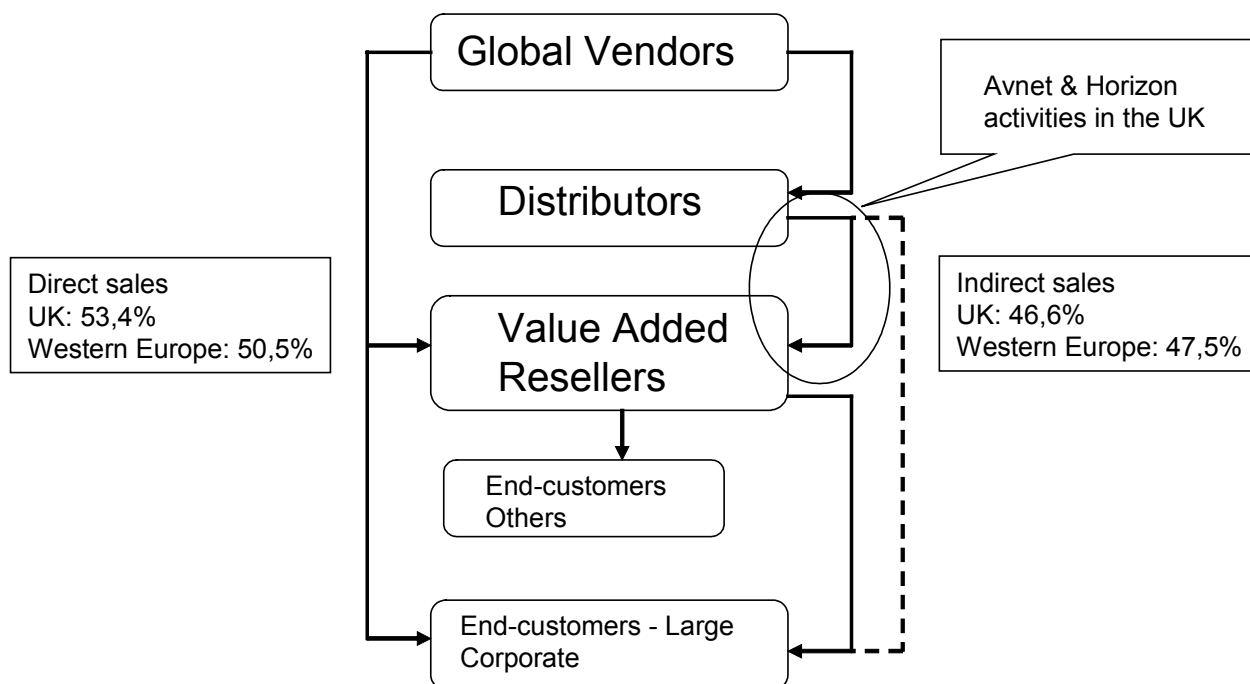 Global Vendors
Avnet & Horizon
activities in the UK
Distributors
Direct sales
UK: 53,4%
Western Europe: 50,5%
Indirect sales
UK: 46,6%
Western Europe: 47,5%
Value Added
Resellers
End-customers
Others
End-customers - Large
Corporate